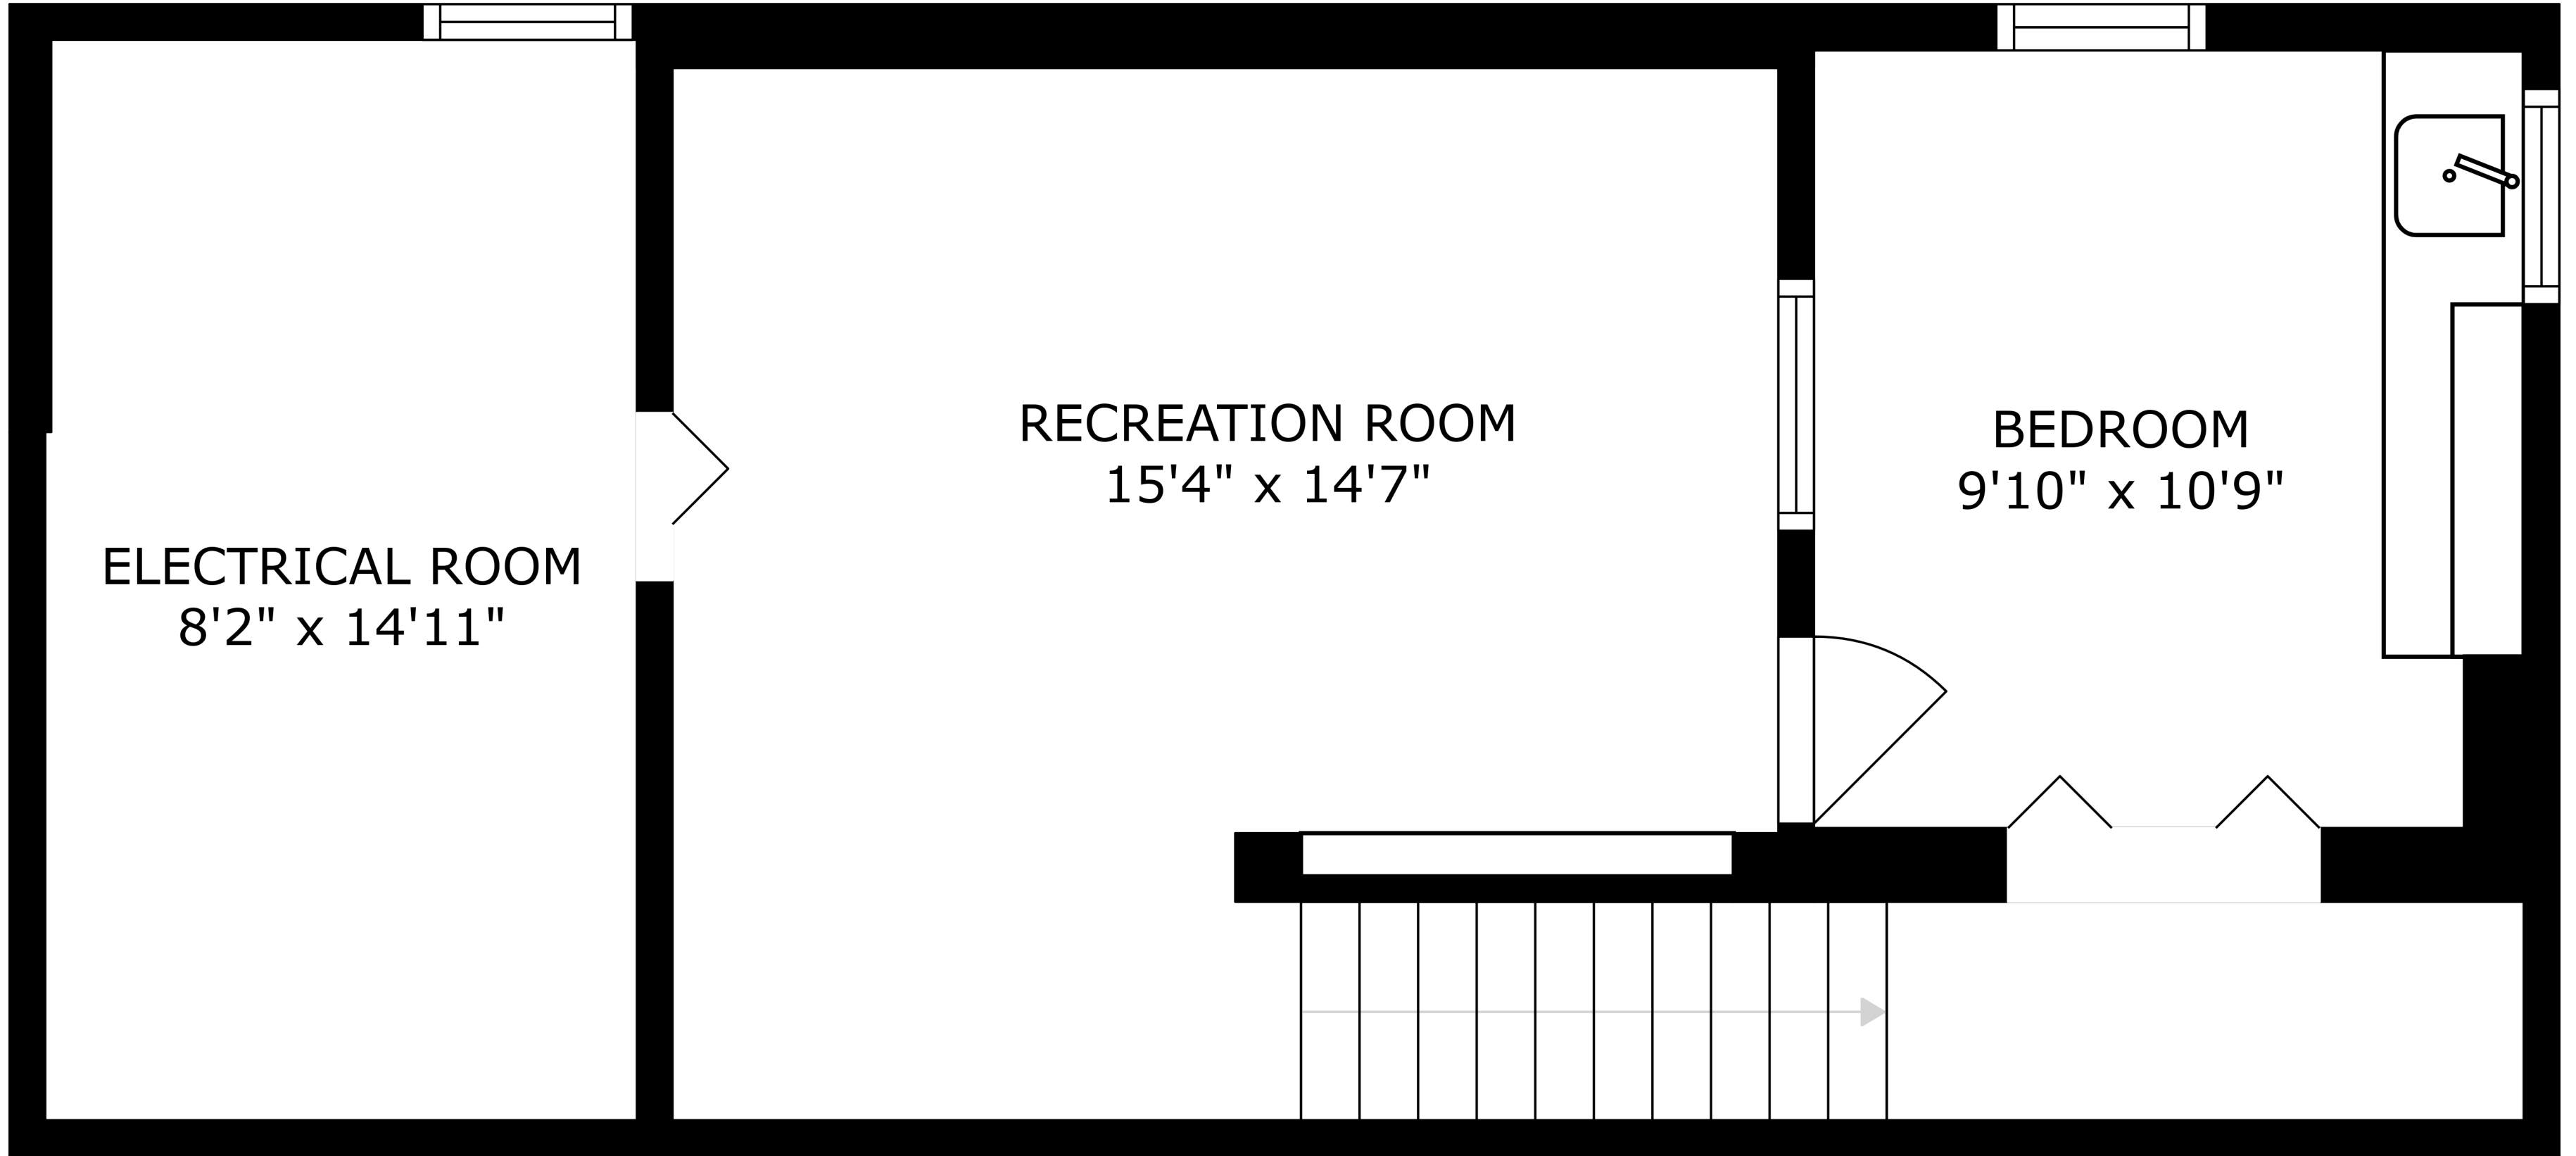 ELECTRICAL ROOM
8'2" x 14'11"
RECREATION ROOM
15'4" x 14'7"
BEDROOM
9'10" x 10'9"